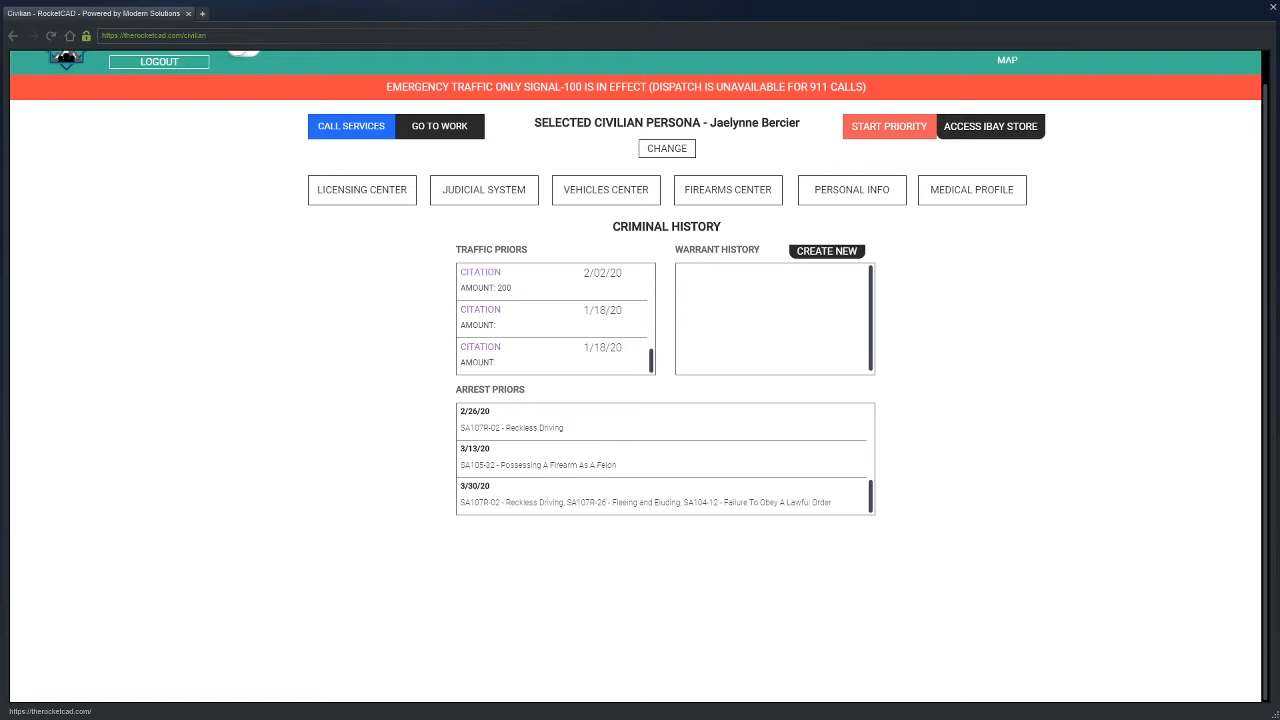 Civilian - RocketCAD - Powered by Modern Solutions
https://therocketcad.com/civilian
LOGOUT
MAP
EMERGENCY TRAFFIC ONLY SIGNAL-100 IS IN EFFECT (DISPATCH IS UNAVAILABLE FOR 911 CALLS)
CALL SERVICES GO TO WORK SELECTED CIVILIAN PERSONA - Jaelynne Bercier START PRIORITY ACCESS IBAY STORE
CHANGE
LICENSING CENTER JUDICIAL SYSTEM VEHICLES CENTER FIREARMS CENTER PERSONAL INFO MEDICAL PROFILE
CRIMINAL HISTORY
TRAFFIC PRIORS
CITATION 2/02/20
AMOUNT: 200
CITATION 1/18/20
AMOUNT:
CITATION 1/18/20
AMOUNT:
WARRANT HISTORY CREATE NEW
ARREST PRIORS
2/26/20
SA107R-02 - Reckless Driving
3/13/20
SA105-32 - Possessing A Firearm As A Felon
3/30/20
SA107R-02 - Reckless Driving, SA107R-26 - Fleeing and Eluding, SA104-12 - Failure To Obey A Lawful Order
https://therocketcad.com/